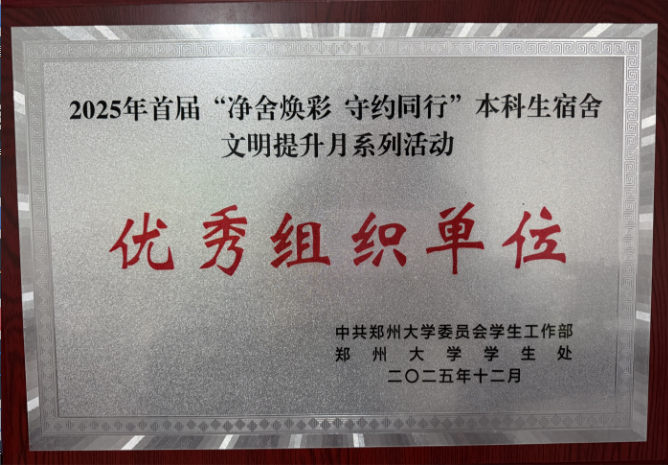 2025年首届“净舍焕彩 守约同行”本科生宿舍
文明提升月系列活动
优秀组织单位
中共郑州大学委员会学生工作部
郑州大学学生处
二〇二五年十二月